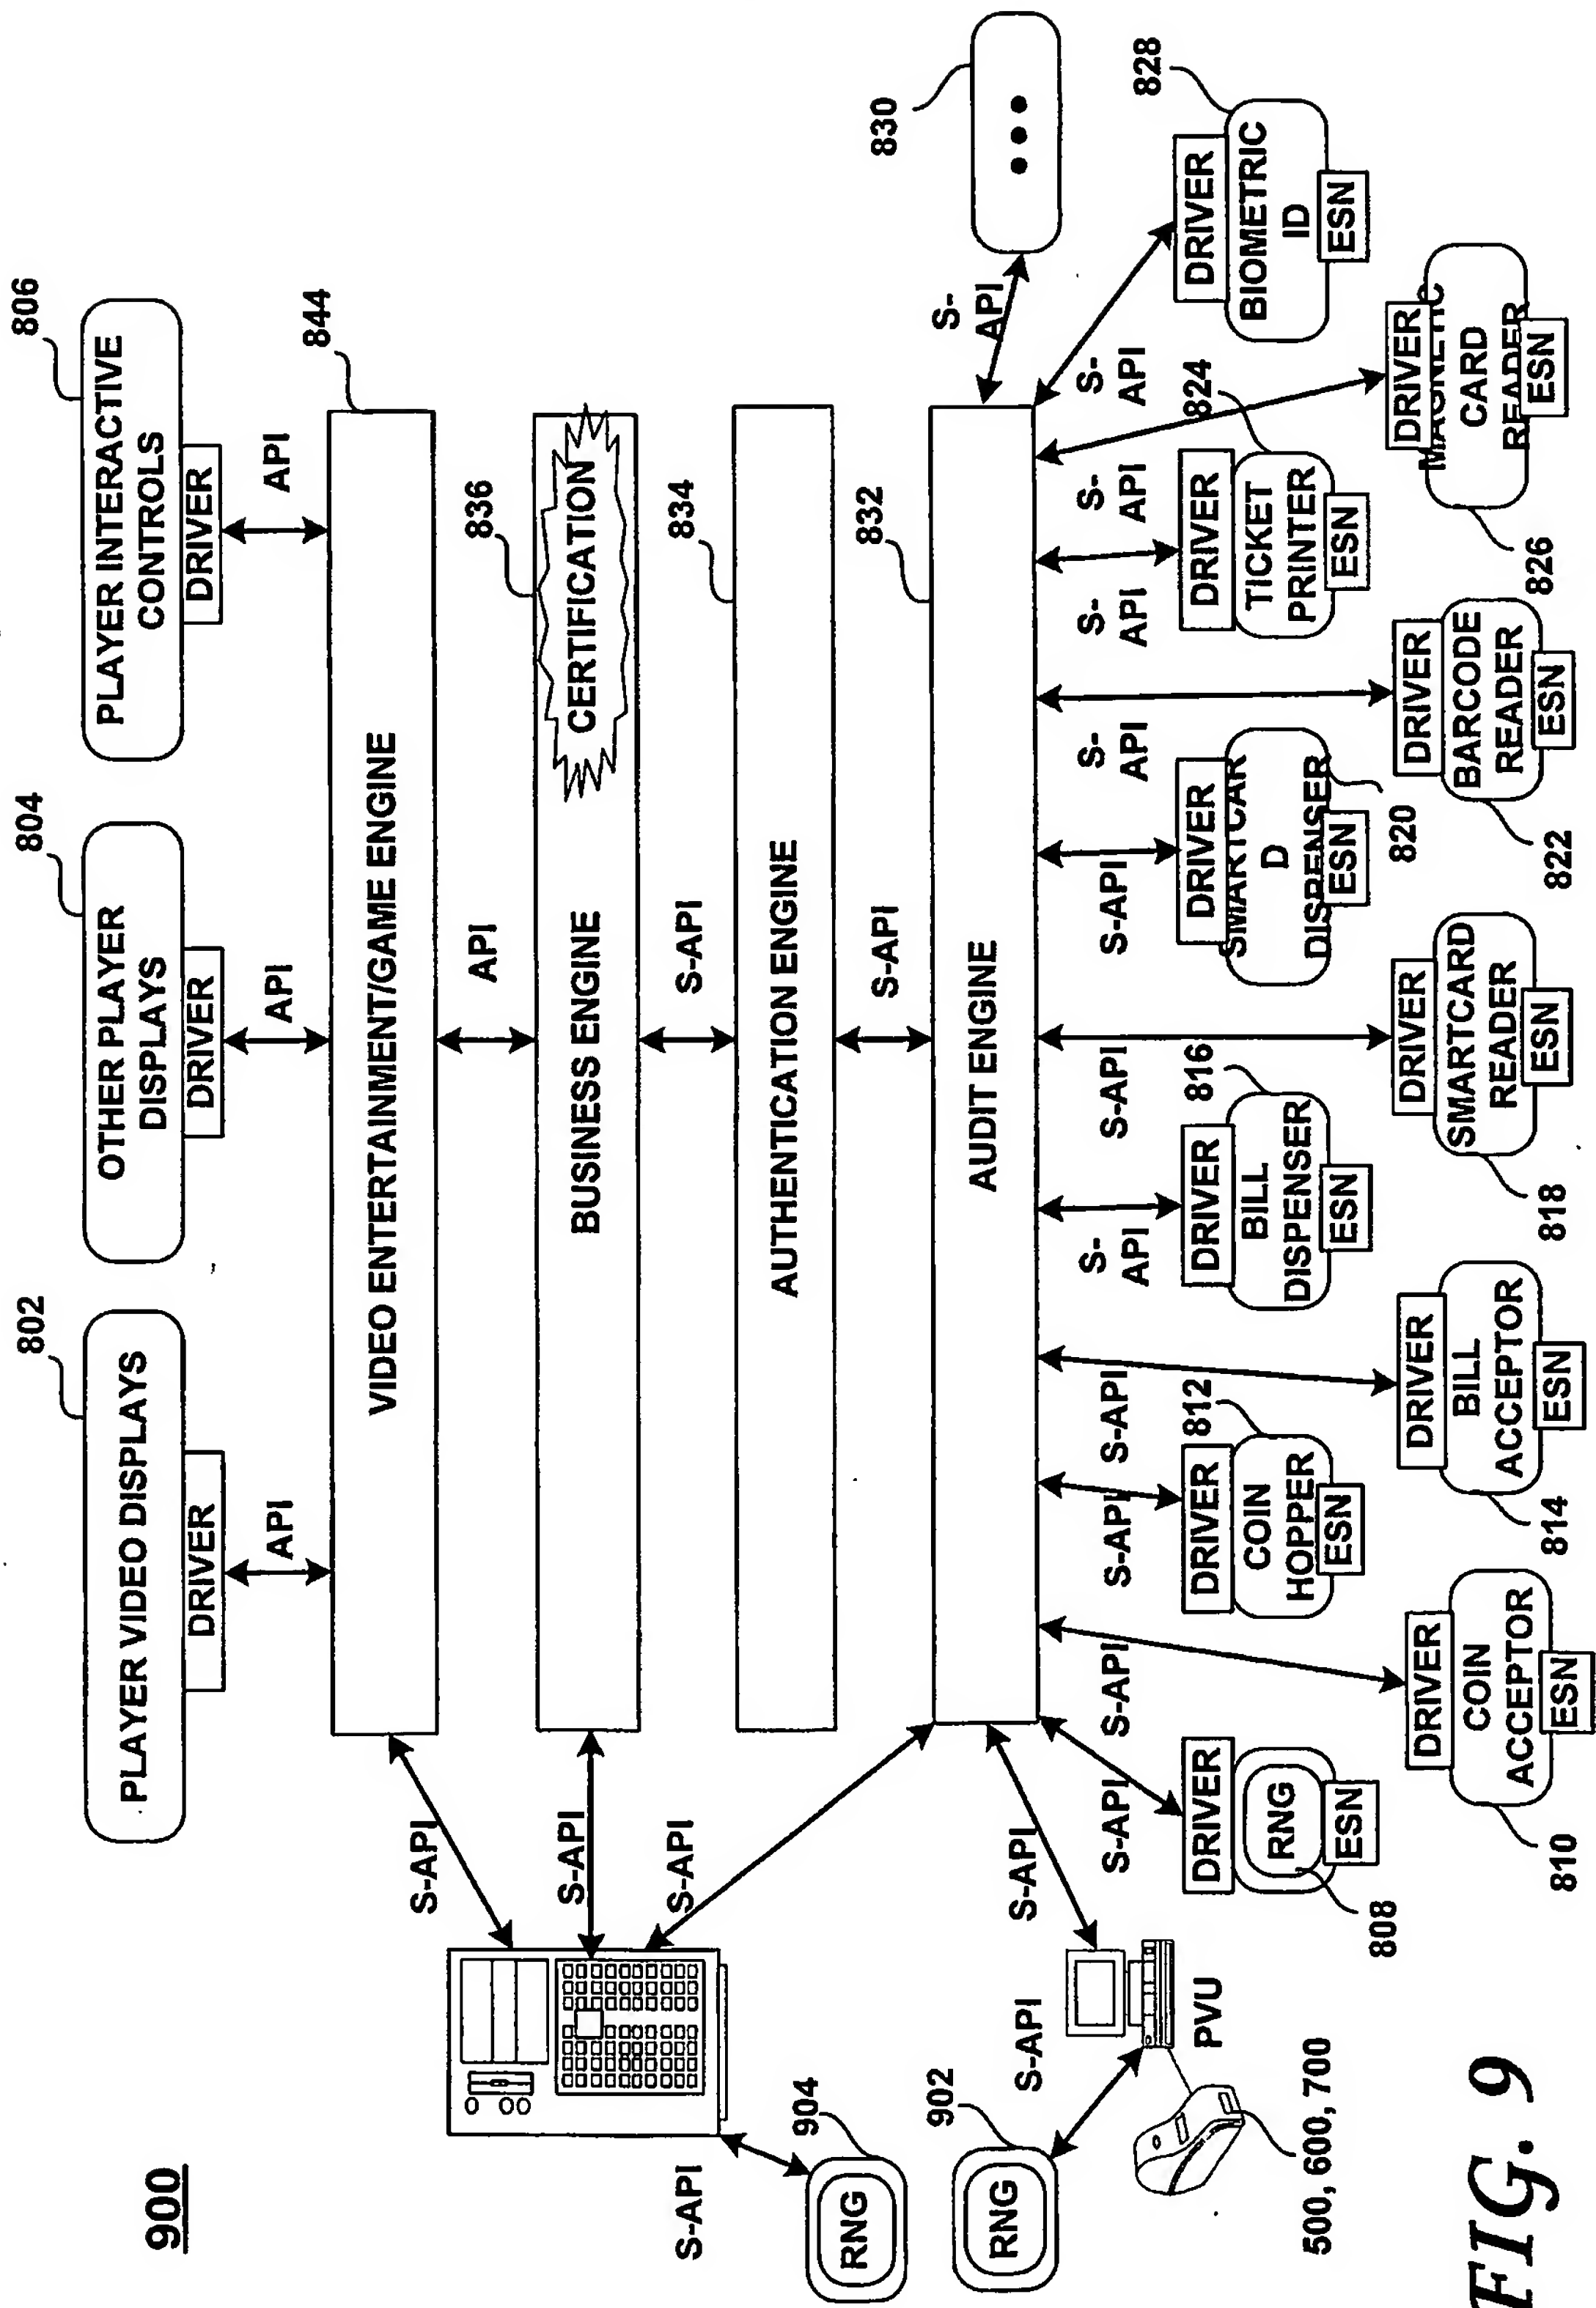 900
802
PLAYER VIDEO DISPLAYS
DRIVER
API
804
OTHER PLAYER
DISPLAYS
DRIVER
API
806
PLAYER INTERACTIVE
CONTROLS
DRIVER
API
844
VIDEO ENTERTAINMENT/GAME ENGINE
S-API
API
836
BUSINESS ENGINE
CERTIFICATION
S-API
S-API
834
AUTHENTICATION ENGINE
S-API
S-API
832
AUDIT ENGINE
S-API
904
RNG
902
RNG
S-API
S-API
PVU
500, 600, 700
S-API
DRIVER
RNG
ESN
808
S-API
DRIVER
COIN
ACCEPTOR
ESN
810
S-API
812
DRIVER
COIN
HOPPER
ESN
S-API
DRIVER
BILL
ACCEPTOR
ESN
814
S-
API
816
DRIVER
BILL
DISPENSER
ESN
S-API
DRIVER
SMARTCARD
READER
ESN
818
S-API
DRIVER
SMARTCAR
D
DISPENSER
ESN
820
S-
API
DRIVER
BARCODE
READER
ESN
822
S-
API
824
DRIVER
TICKET
PRINTER
ESN
S-
API
DRIVER
MAGNETIC
CARD
READER
ESN
826
S-
API
828
DRIVER
BIOMETRIC
ID
ESN
S-
API
830
FIG. 9